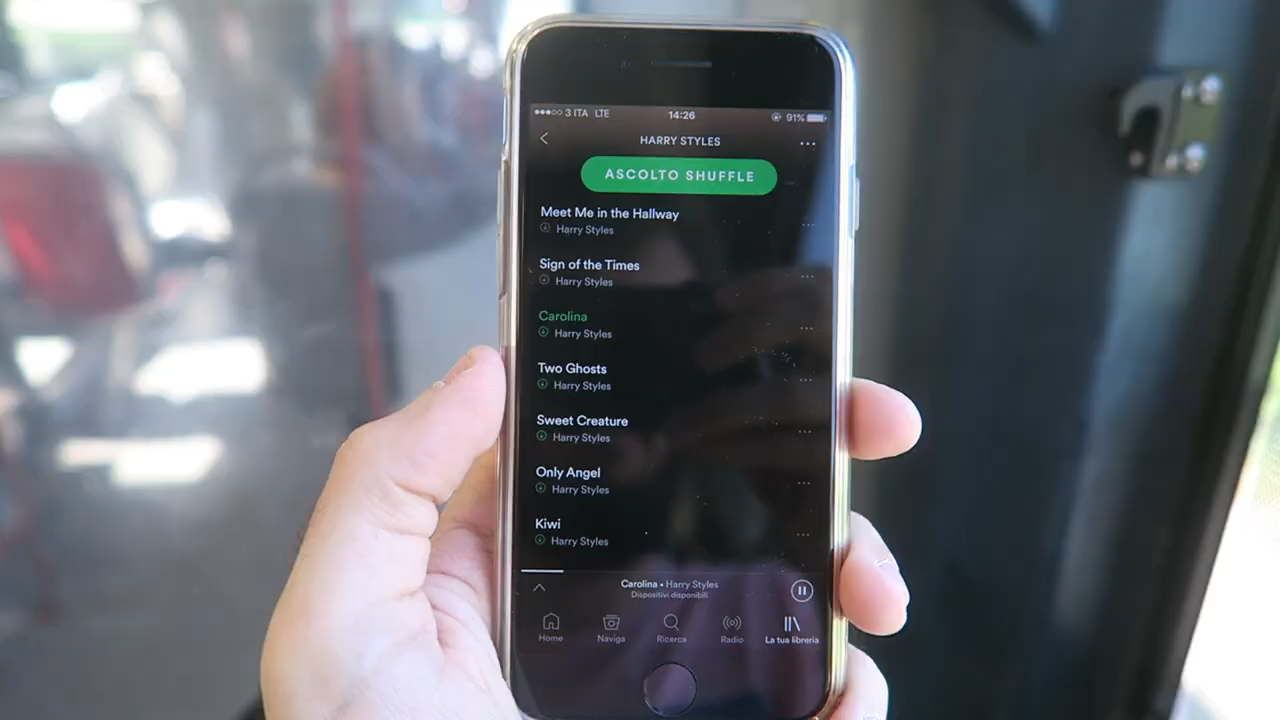 3 ITA LTE 14:26 91%
HARRY STYLES
ASCOLTO SHUFFLE
Meet Me in the Hallway
Harry Styles
Sign of the Times
Harry Styles
Carolina
Harry Styles
Two Ghosts
Harry Styles
Sweet Creature
Harry Styles
Only Angel
Harry Styles
Kiwi
Harry Styles
Carolina • Harry Styles
Dispositivi disponibili
Home Naviga Ricerca Radio La tua libreria